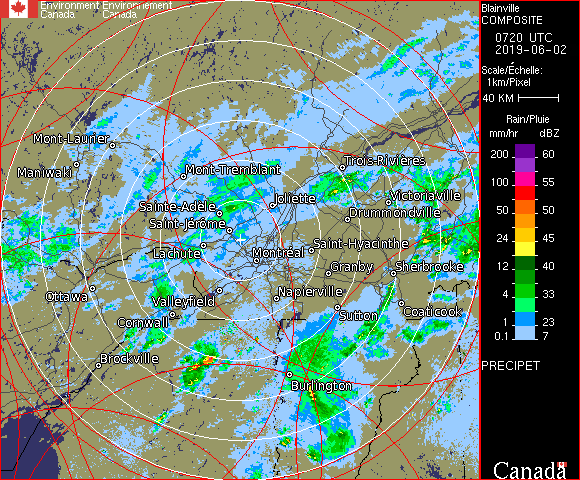 Environment Environnement
Canada Canada
Blainville
COMPOSITE
0720 UTC
2019-06-02
Scale/Échelle:
1km/Pixel
40 KM
Rain/Pluie
mm/hr dBZ
200 60
100 55
50 50
24 45
12 40
4 33
1 23
0.1 7
PRECIPET
Canada
Mont-Laurier
Maniwaki
Mont-Tremblant
Trois-Rivières
Joliette
Victoriaville
Sainte-Adèle
Drummondville
Saint-Jérôme
Lachute
Montréal
Saint-Hyacinthe
Granby
Sherbrooke
Ottawa
Valleyfield
Napierville
Coaticook
Cornwall
Sutton
Brockville
Burlington